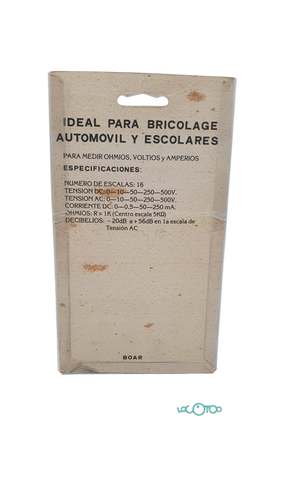 IDEAL PARA BRICOLAGE
AUTOMOVIL Y ESCOLARES
PARA MEDIR OHMIOS, VOLTIOS y AMPERIOS
ESPECIFICACIONES:
NUMERO DE ESCALAS: 16
TENSION DC: 0—10—50—250—500V.
TENSION AC: 0—10—50—250—500V.
CORRIENTE DC: 0—0.5—50—250 mA.
OHMIOS: R × 1K (Centro escala 5KΩ)
DECIBELIOS: −20dB a +56dB en la escala de
Tensión AC
BOAR
LOCOTOO